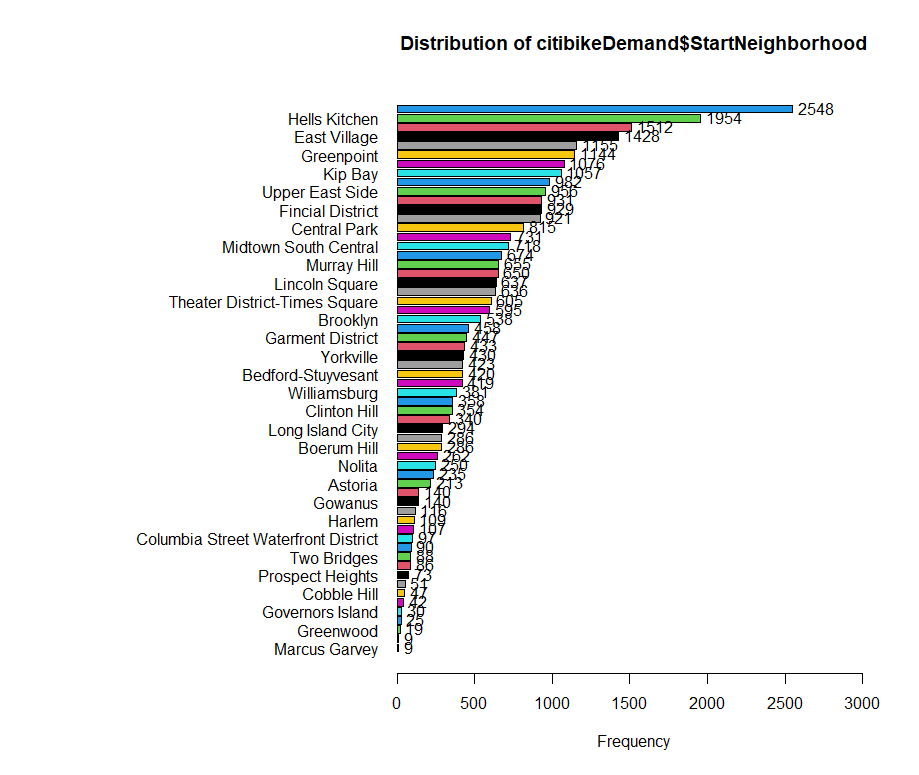 Distribution of citibikeDemand$StartNeighborhood
2548
Hells Kitchen 1954
1512
East Village 1428
1155
Greenpoint 1144
1076
Kip Bay 1057
982
Upper East Side 956
931
Fincial District 929
921
Central Park 815
731
Midtown South Central 718
674
Murray Hill 655
650
Lincoln Square 637
636
Theater District-Times Square 605
595
Brooklyn 538
458
Garment District 447
433
Yorkville 430
423
Bedford-Stuyvesant 420
419
Williamsburg 381
358
Clinton Hill 354
340
Long Island City 294
286
Boerum Hill 286
262
Nolita 250
235
Astoria 213
140
Gowanus 140
116
Harlem 109
107
Columbia Street Waterfront District 97
90
Two Bridges 88
86
Prospect Heights 73
51
Cobble Hill 47
42
Governors Island 30
25
Greenwood 19
9
Marcus Garvey 9
0 500 1000 1500 2000 2500 3000
Frequency